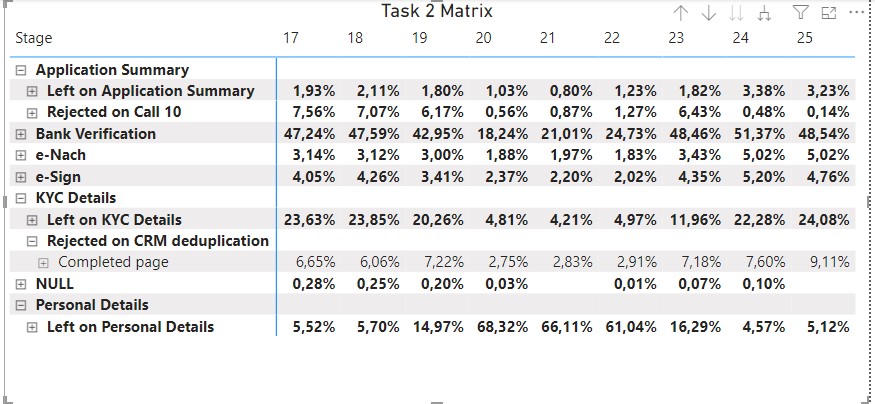 Task 2 Matrix
Stage 17 18 19 20 21 22 23 24 25
Application Summary
Left on Application Summary 1,93% 2,11% 1,80% 1,03% 0,80% 1,23% 1,82% 3,38% 3,23%
Rejected on Call 10 7,56% 7,07% 6,17% 0,56% 0,87% 1,27% 6,43% 0,48% 0,14%
Bank Verification 47,24% 47,59% 42,95% 18,24% 21,01% 24,73% 48,46% 51,37% 48,54%
e-Nach 3,14% 3,12% 3,00% 1,88% 1,97% 1,83% 3,43% 5,02% 5,02%
e-Sign 4,05% 4,26% 3,41% 2,37% 2,20% 2,02% 4,35% 5,20% 4,76%
KYC Details
Left on KYC Details 23,63% 23,85% 20,26% 4,81% 4,21% 4,97% 11,96% 22,28% 24,08%
Rejected on CRM deduplication
Completed page 6,65% 6,06% 7,22% 2,75% 2,83% 2,91% 7,18% 7,60% 9,11%
NULL 0,28% 0,25% 0,20% 0,03% 0,01% 0,07% 0,10%
Personal Details
Left on Personal Details 5,52% 5,70% 14,97% 68,32% 66,11% 61,04% 16,29% 4,57% 5,12%